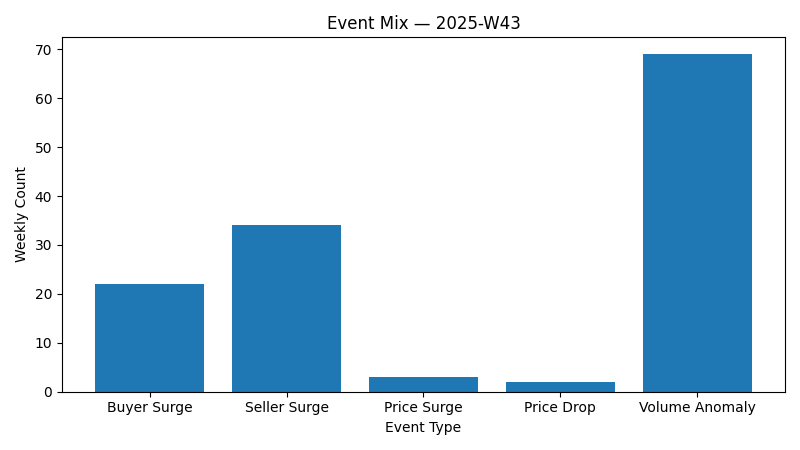 Event Mix — 2025-W43
Weekly Count
70
60
50
40
30
20
10
0
Buyer Surge
Seller Surge
Price Surge
Price Drop
Volume Anomaly
Event Type